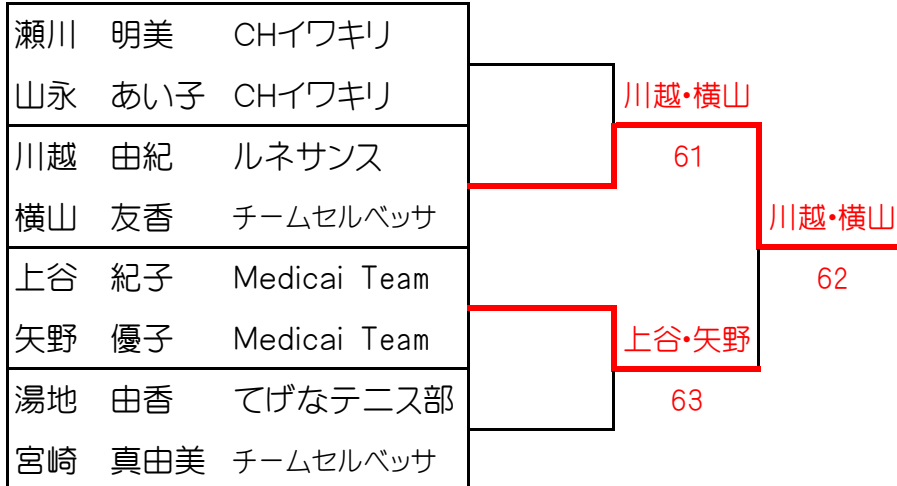 瀬川 明美 CHイワキリ
山永 あい子 CHイワキリ
川越・横山
川越 由紀 ルネサンス
61
横山 友香 チームセルベッサ
川越・横山
上谷 紀子 Medicai Team
62
矢野 優子 Medicai Team
上谷・矢野
湯地 由香 てげなテニス部
63
宮崎 真由美 チームセルベッサ